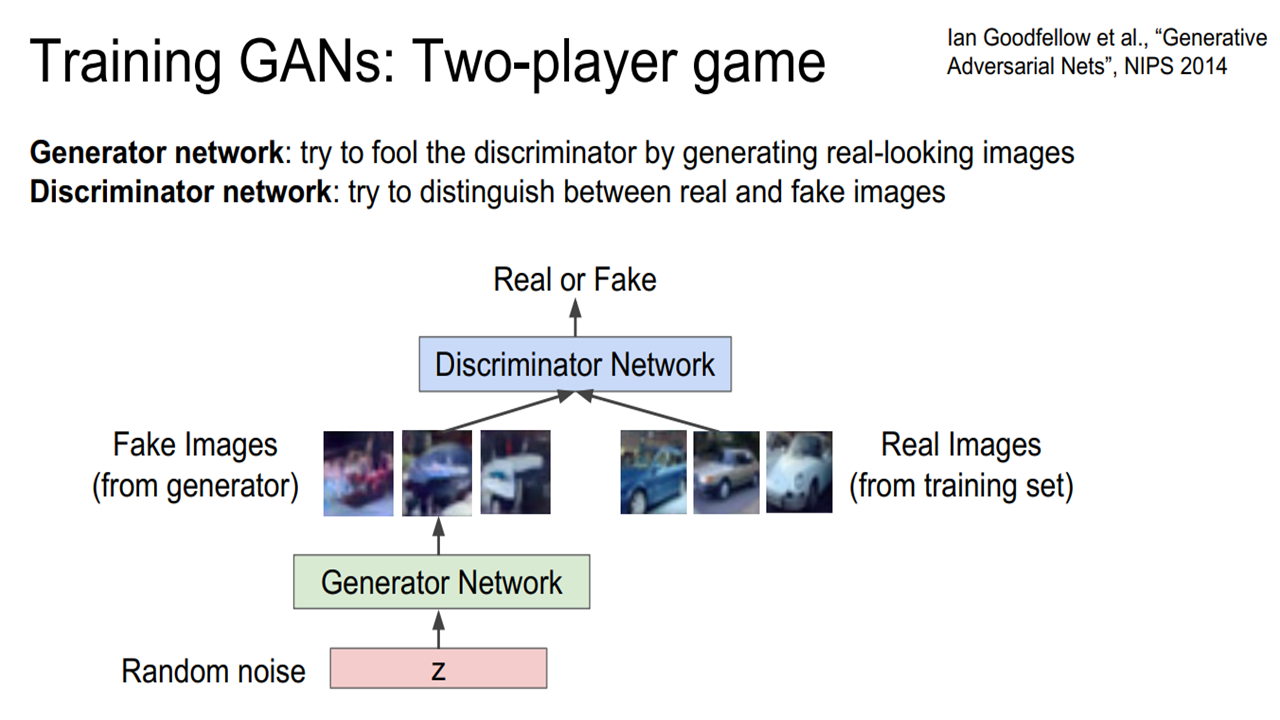 Training GANs: Two-player game
Ian Goodfellow et al., “Generative
Adversarial Nets”, NIPS 2014
Generator network: try to fool the discriminator by generating real-looking images
Discriminator network: try to distinguish between real and fake images
Real or Fake
Discriminator Network
Fake Images
(from generator)
Real Images
(from training set)
Generator Network
Random noise
z